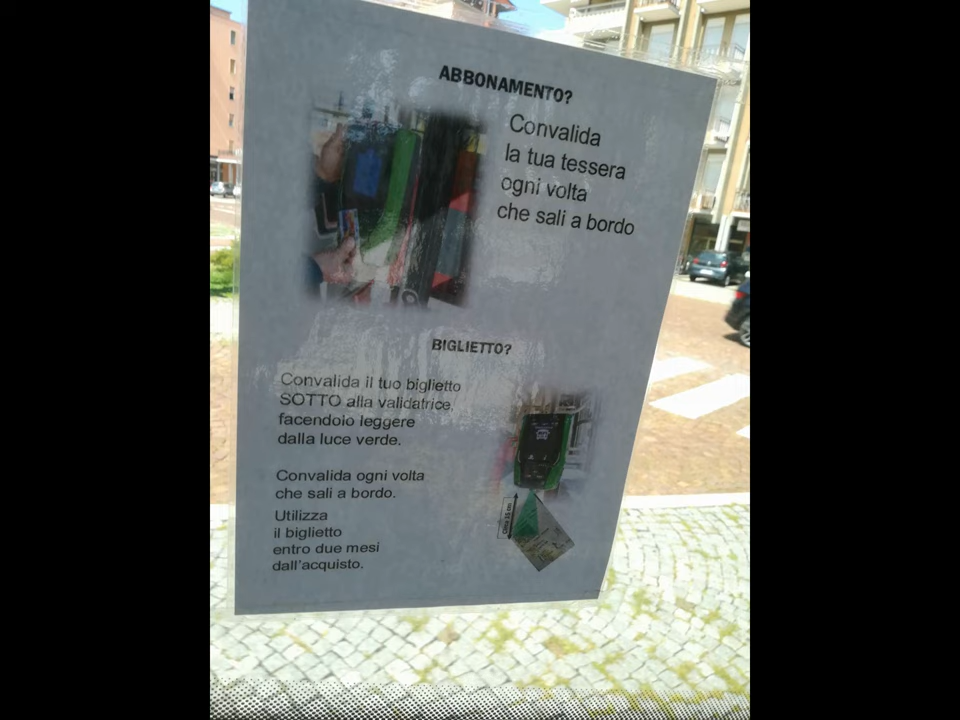 ABBONAMENTO?
Convalida
la tua tessera
ogni volta
che sali a bordo
BIGLIETTO?
Convalida il tuo biglietto
SOTTO alla validatrice,
facendolo leggere
dalla luce verde.
Convalida ogni volta
che sali a bordo.
Utilizza
il biglietto
entro due mesi
dall'acquisto.